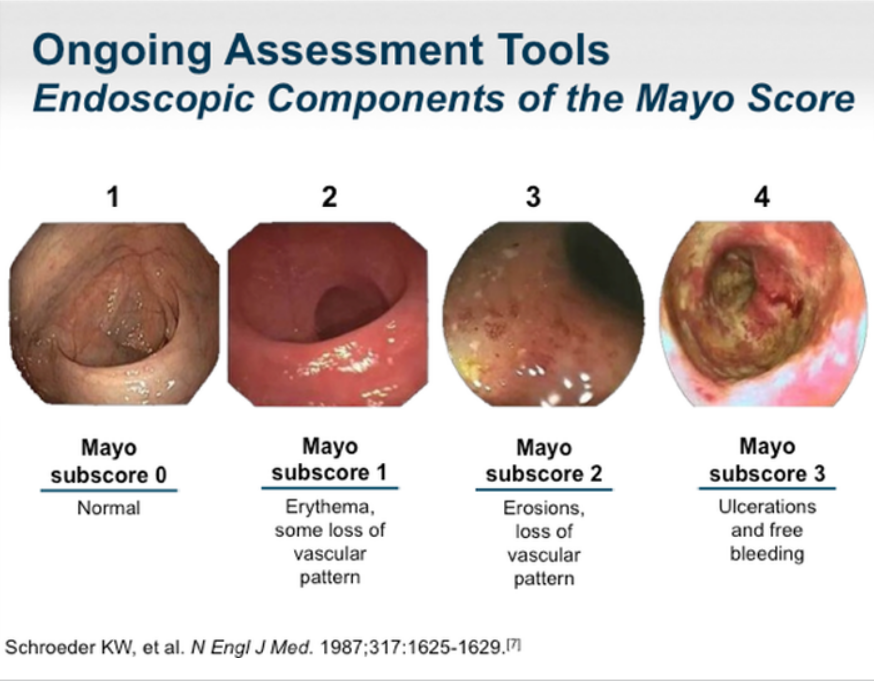 Ongoing Assessment Tools
Endoscopic Components of the Mayo Score
1 2 3 4
Mayo
subscore 0
Normal
Mayo
subscore 1
Erythema,
some loss of
vascular
pattern
Mayo
subscore 2
Erosions,
loss of
vascular
pattern
Mayo
subscore 3
Ulcerations
and free
bleeding
Schroeder KW, et al. N Engl J Med. 1987;317:1625-1629.[7]